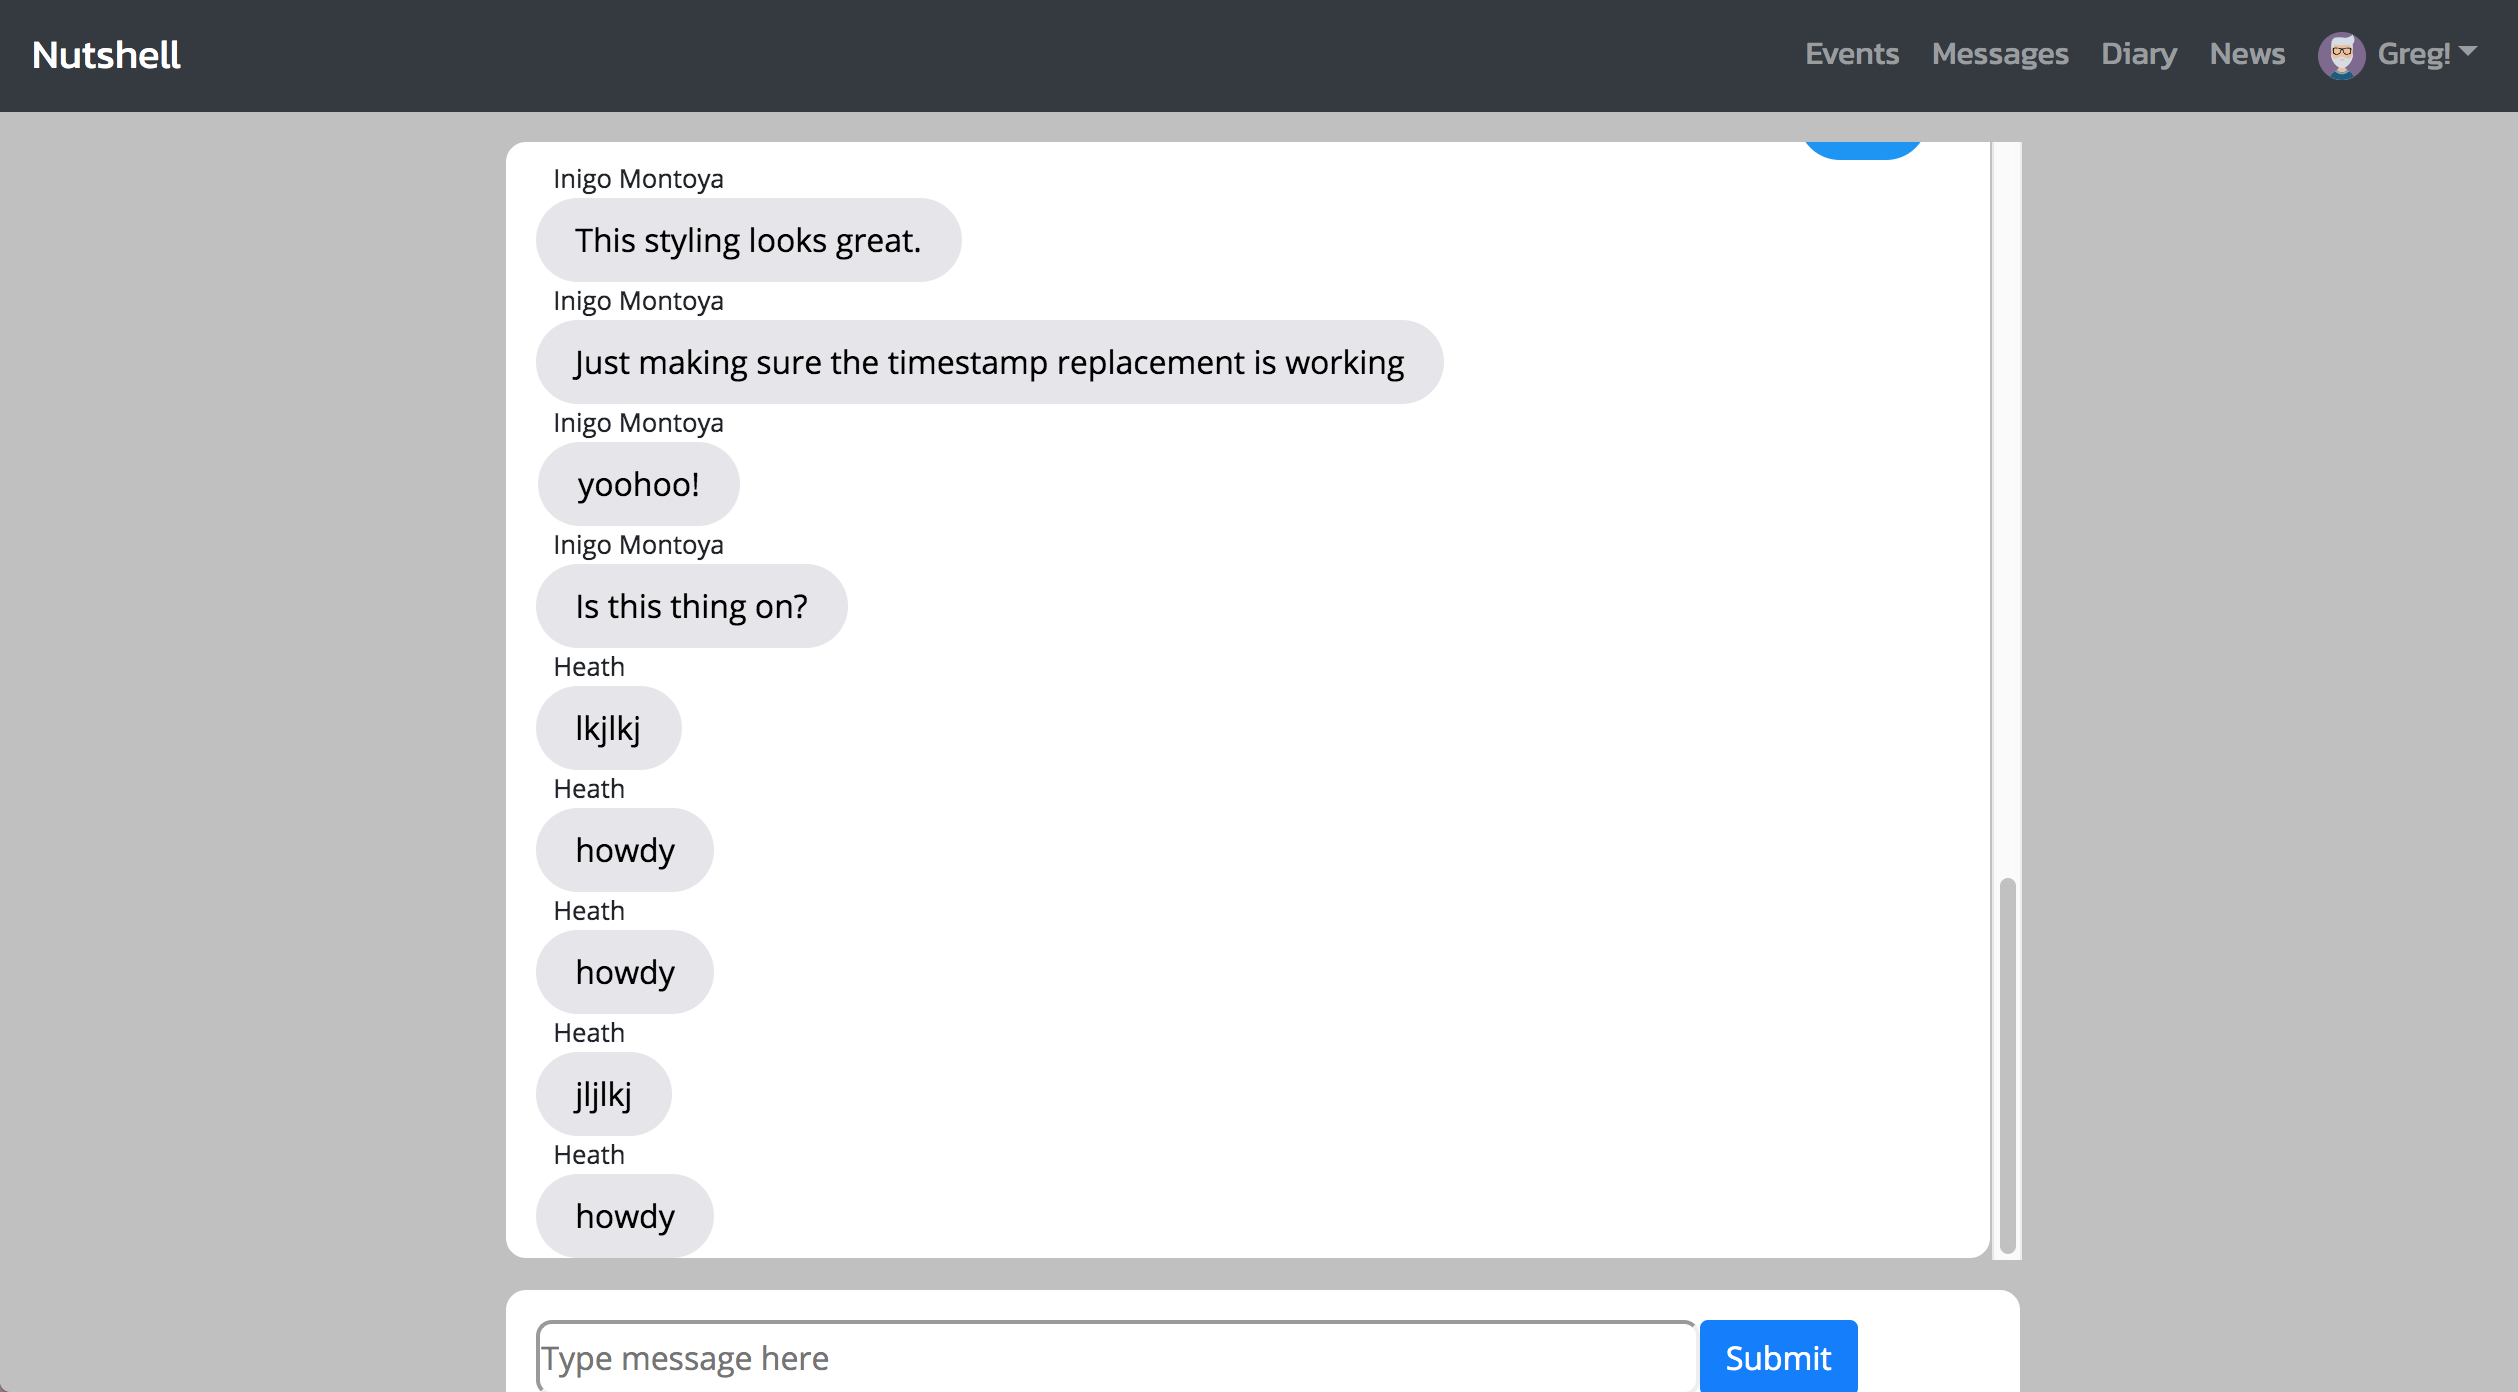 Nutshell
Events Messages Diary News Greg!
Inigo Montoya
This styling looks great.
Inigo Montoya
Just making sure the timestamp replacement is working
Inigo Montoya
yoohoo!
Inigo Montoya
Is this thing on?
Heath
lkjlkj
Heath
howdy
Heath
howdy
Heath
jljlkj
Heath
howdy
Type message here
Submit